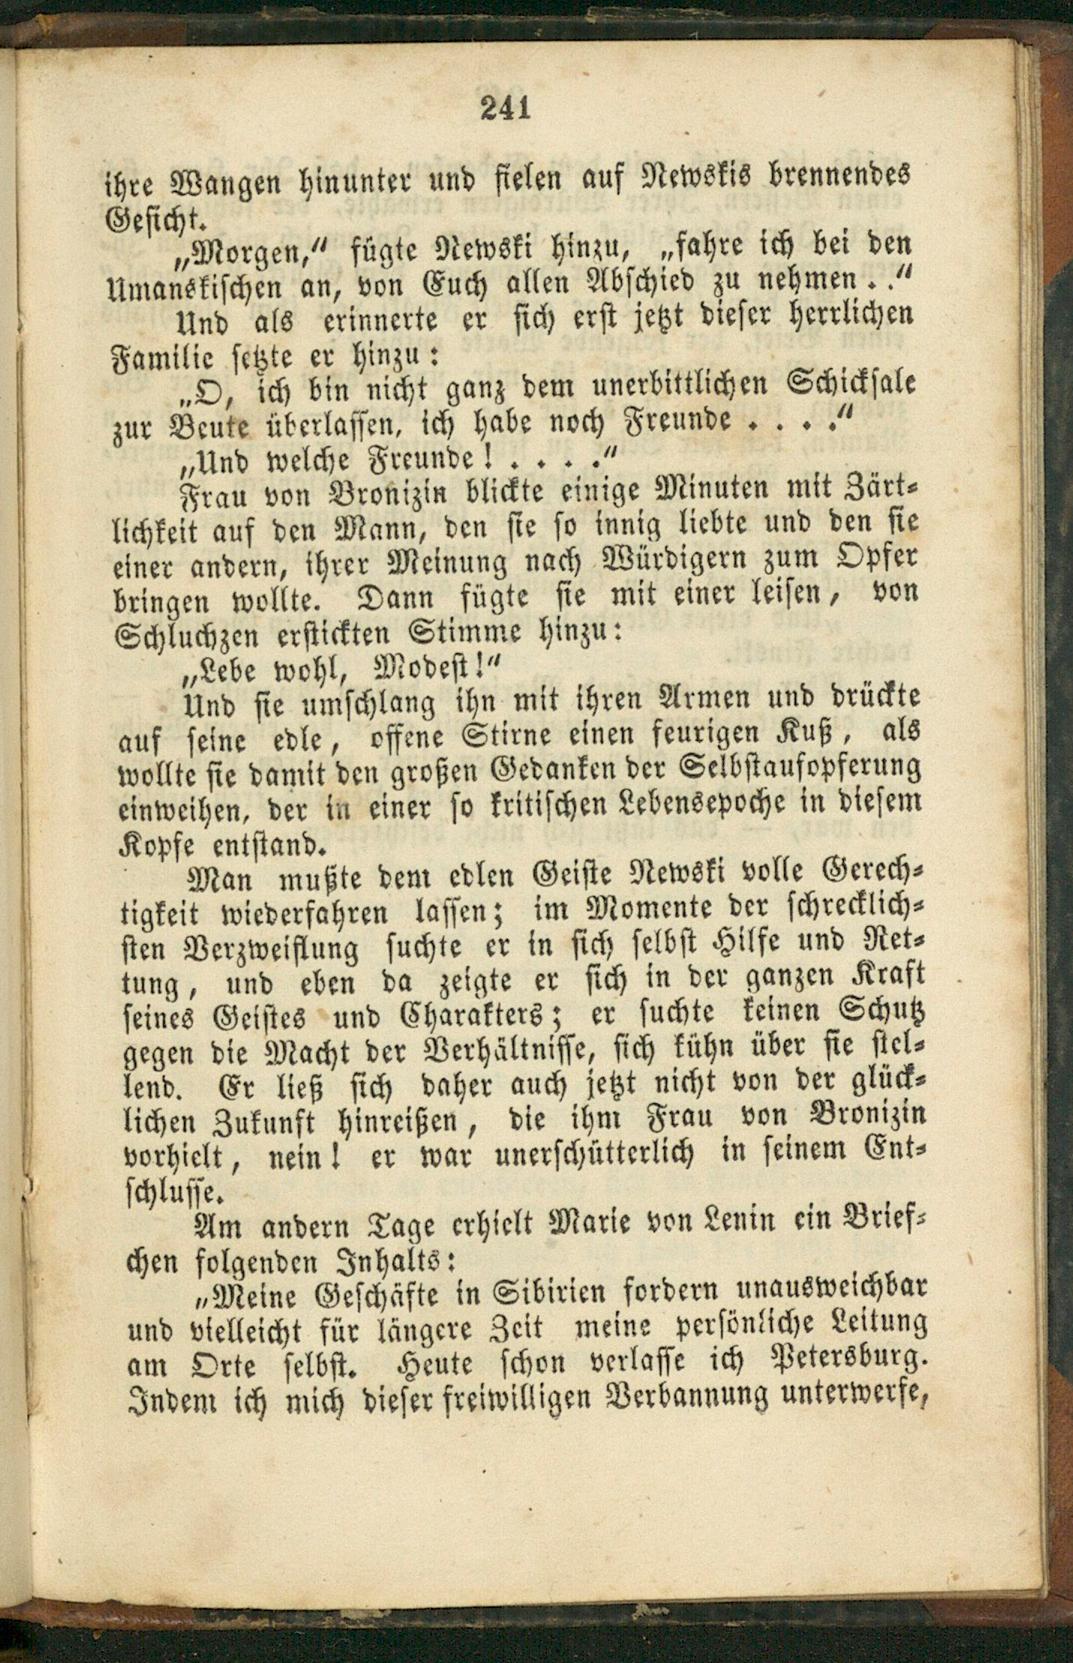 241
ihre Wangen hinunter und fielen auf Newskis brennendes
Gesicht.
„Morgen,“ fügte Newski hinzu, „fahre ich bei den
Umanskischen an, von Euch allen Abschied zu nehmen . .“
Und als erinnerte er sich erst jetzt dieser herrlichen
Familie setzte er hinzu:
„O, ich bin nicht ganz dem unerbittlichen Schicksale
zur Beute überlassen, ich habe noch Freunde . . . .“
„Und welche Freunde! . . . .“
Frau von Bronizin blickte einige Minuten mit Zärt-
lichkeit auf den Mann, den sie so innig liebte und den sie
einer andern, ihrer Meinung nach Würdigern zum Opfer
bringen wollte. Dann fügte sie mit einer leisen, von
Schluchzen erstickten Stimme hinzu:
„Lebe wohl, Modest!“
Und sie umschlang ihn mit ihren Armen und drückte
auf seine edle, offene Stirne einen feurigen Kuß, als
wollte sie damit den großen Gedanken der Selbstaufopferung
einweihen, der in einer so kritischen Lebensepoche in diesem
Kopfe entstand.
Man mußte dem edlen Geiste Newski volle Gerech-
tigkeit wiederfahren lassen; im Momente der schrecklich-
sten Verzweiflung suchte er in sich selbst Hilfe und Ret-
tung, und eben da zeigte er sich in der ganzen Kraft
seines Geistes und Charakters; er suchte keinen Schutz
gegen die Macht der Verhältnisse, sich kühn über sie stel-
lend. Er ließ sich daher auch jetzt nicht von der glück-
lichen Zukunft hinreißen, die ihm Frau von Bronizin
vorhielt, nein! er war unerschütterlich in seinem Ent-
schlusse.
Am andern Tage erhielt Marie von Lenin ein Brief-
chen folgenden Inhalts:
„Meine Geschäfte in Sibirien fordern unausweichbar
und vielleicht für längere Zeit meine persönliche Leitung
am Orte selbst. Heute schon verlasse ich Petersburg.
Indem ich mich dieser freiwilligen Verbannung unterwerfe,